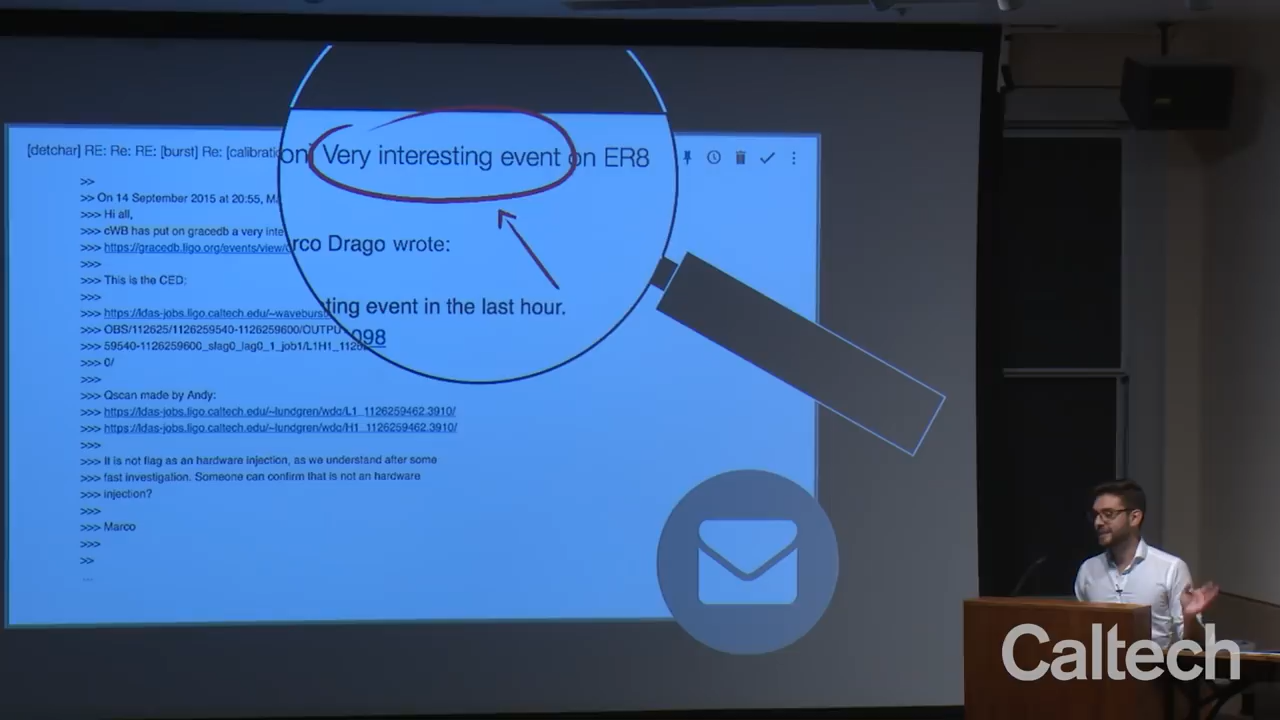 [detchar] RE: Re: RE: [burst] Re: [calibration] Very interesting event on ER8
>>
>> On 14 September 2015 at 20:55, Marco Drago wrote:
>>> Hi all,
>>> cWB has put on gracedb a very interesting event in the last hour.
>>> https://gracedb.ligo.org/events/view/ 098
>>>
>>> This is the CED:
>>>
>>> https://ldas-jobs.ligo.caltech.edu/~waveburst
>>> OBS/112625/1126259540-1126259600/OUTPU
>>> 59540-1126259600_slag0_lag0_1_job1/L1H1_1126
>>> 0/
>>>
>>> Qscan made by Andy:
>>> https://ldas-jobs.ligo.caltech.edu/~lundgren/wdq/L1_1126259462.3910/
>>> https://ldas-jobs.ligo.caltech.edu/~lundgren/wdq/H1_1126259462.3910/
>>>
>>> It is not flag as an hardware injection, as we understand after some
>>> fast investigation. Someone can confirm that is not an hardware
>>> injection?
>>>
>>> Marco
>>>
>>
...
Caltech